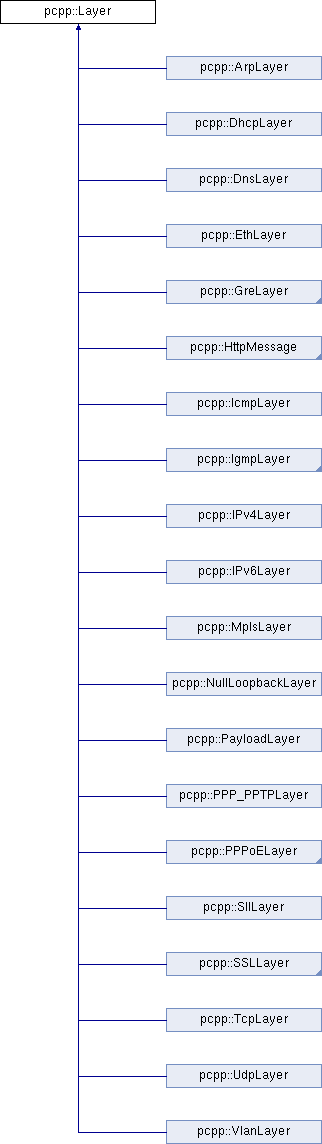 pcpp::Layer
pcpp::ArpLayer
pcpp::DhcpLayer
pcpp::DnsLayer
pcpp::EthLayer
pcpp::GreLayer
pcpp::HttpMessage
pcpp::IcmpLayer
pcpp::IgmpLayer
pcpp::IPv4Layer
pcpp::IPv6Layer
pcpp::MplsLayer
pcpp::NullLoopbackLayer
pcpp::PayloadLayer
pcpp::PPP_PPTPLayer
pcpp::PPPoELayer
pcpp::SllLayer
pcpp::SSLLayer
pcpp::TcpLayer
pcpp::UdpLayer
pcpp::VlanLayer